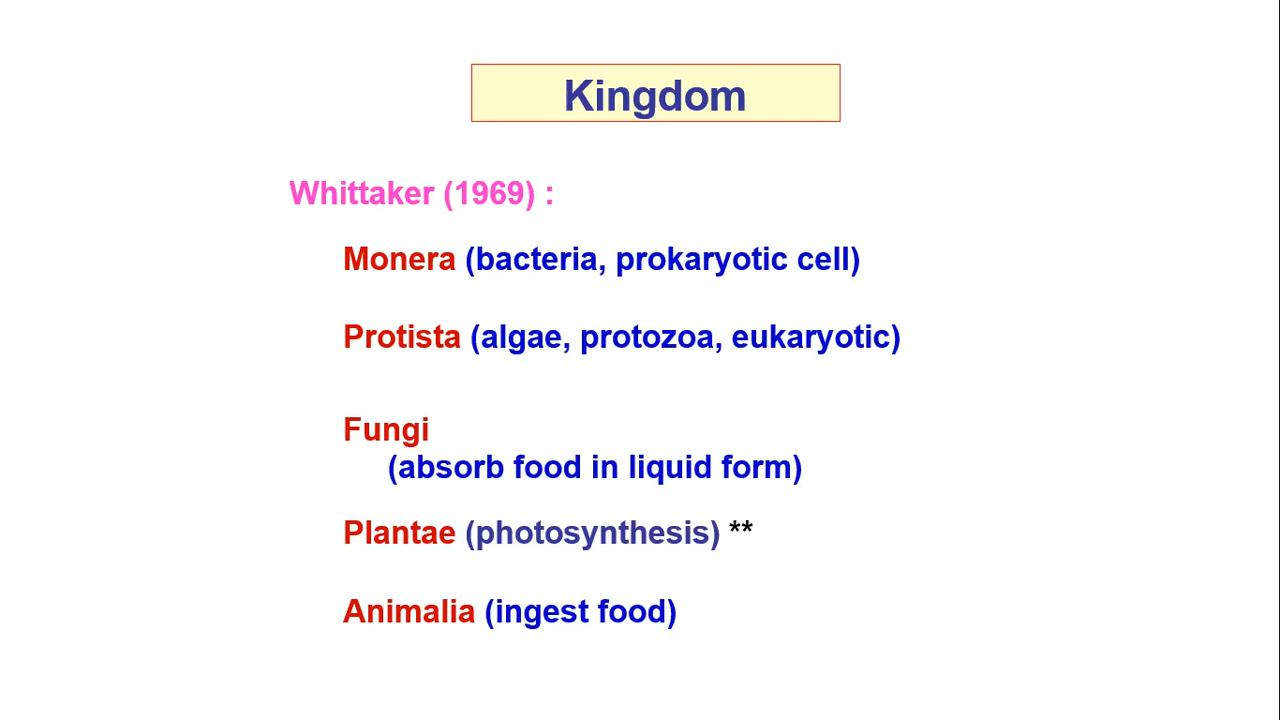 Kingdom
Whittaker (1969) :
Monera (bacteria, prokaryotic cell)
Protista (algae, protozoa, eukaryotic)
Fungi
(absorb food in liquid form)
Plantae (photosynthesis) **
Animalia (ingest food)